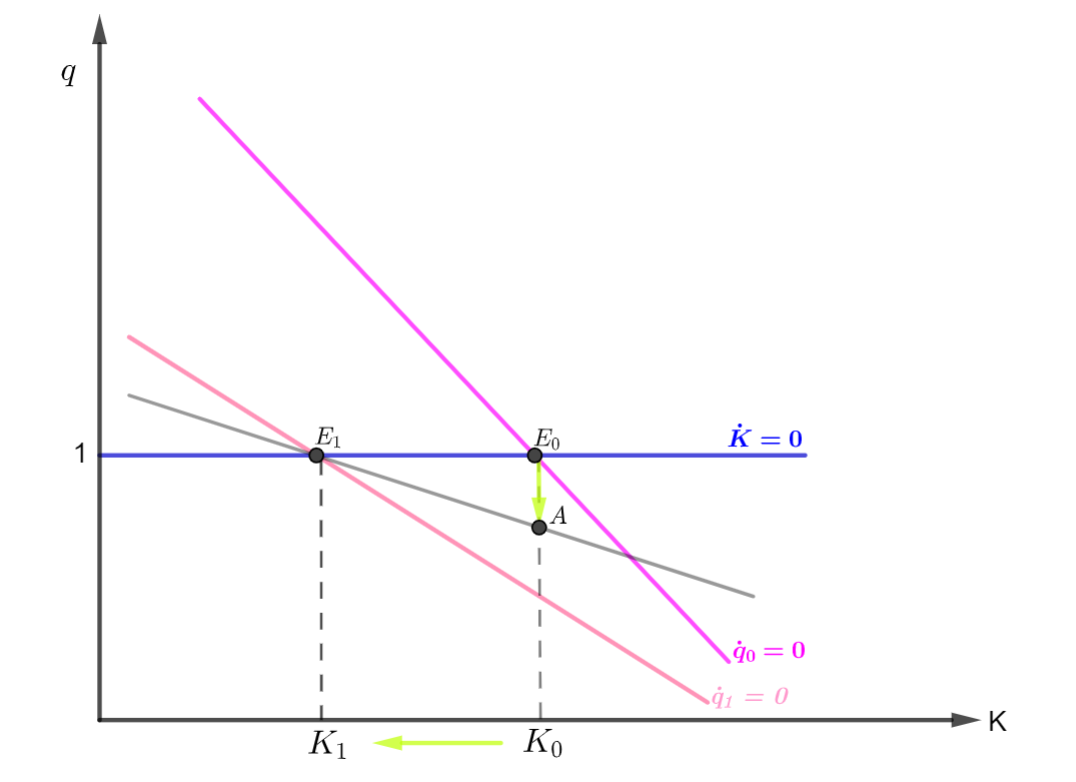 q
K̇ = 0
E₁
E₀
1
A
q̇₀ = 0
q̇₁ = 0
K
K₁
K₀